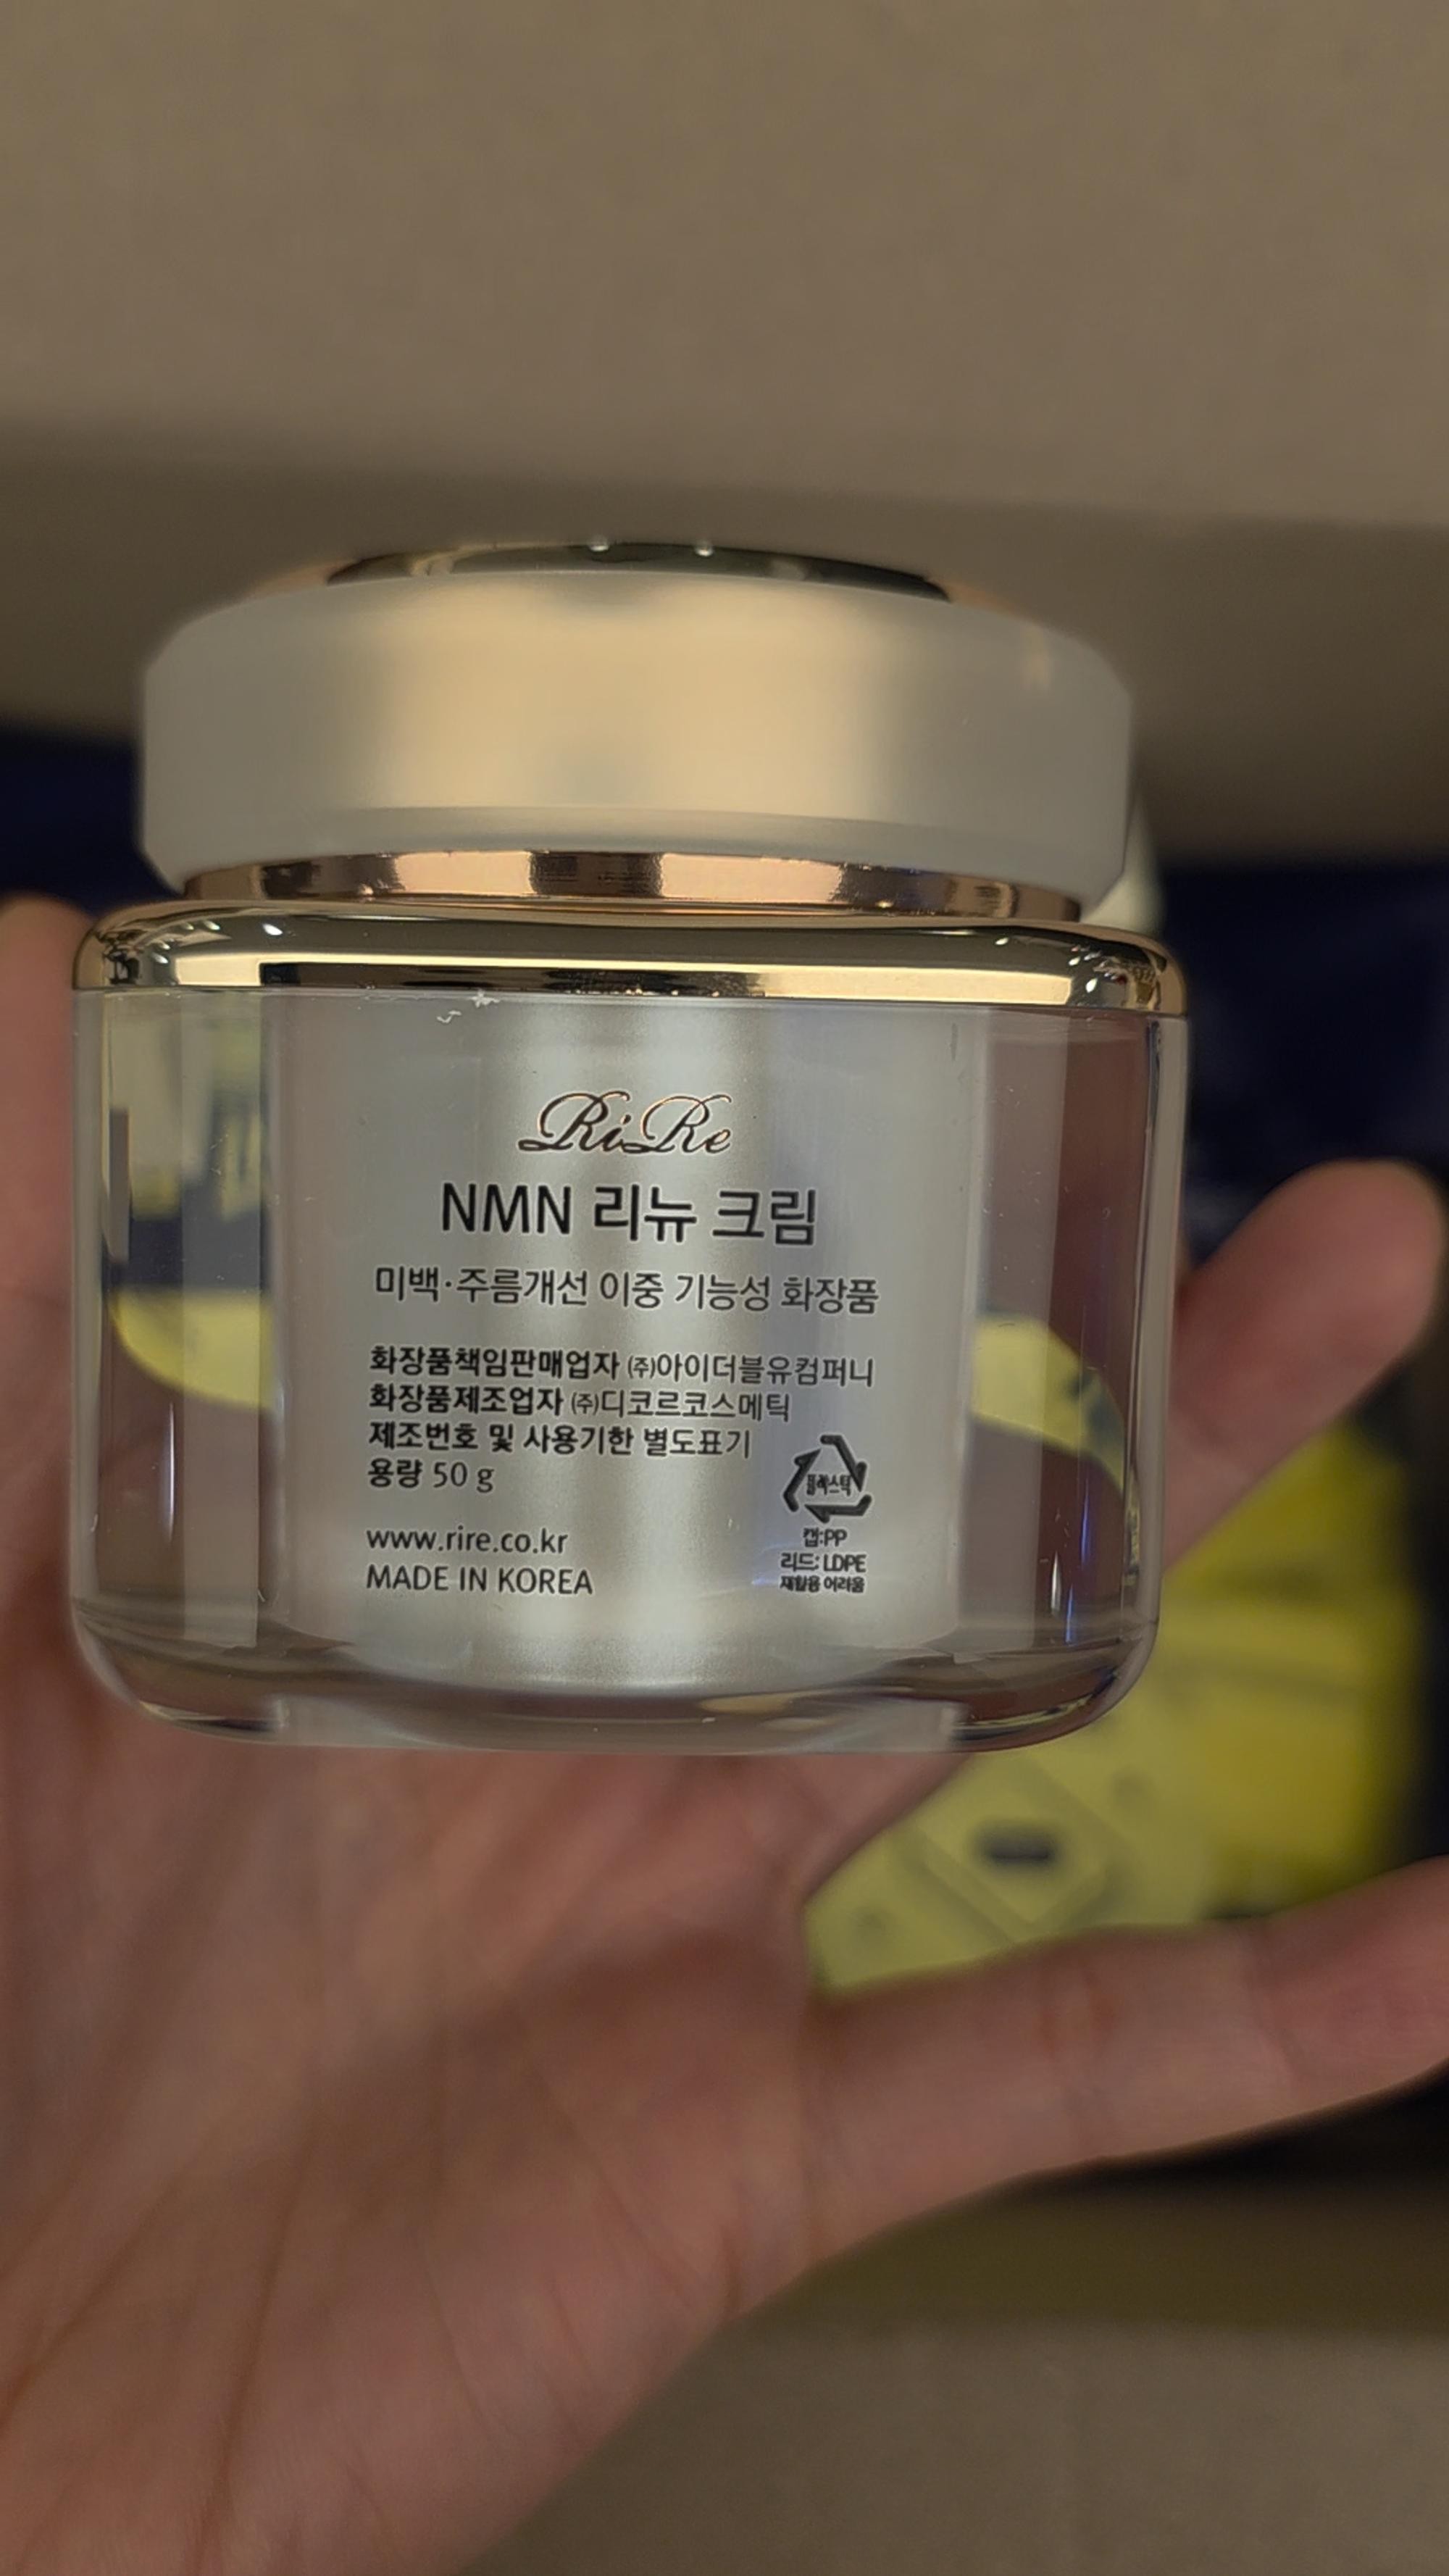 RiRe
NMN 리뉴 크림
미백·주름개선 이중 기능성 화장품
화장품책임판매업자 ㈜아이더블유컴퍼니
화장품제조업자 ㈜디코르코스메틱
제조번호 및 사용기한 별도표기
용량 50 g
www.rire.co.kr
MADE IN KOREA
플라스틱
캡:PP
리드: LDPE
재활용 어려움